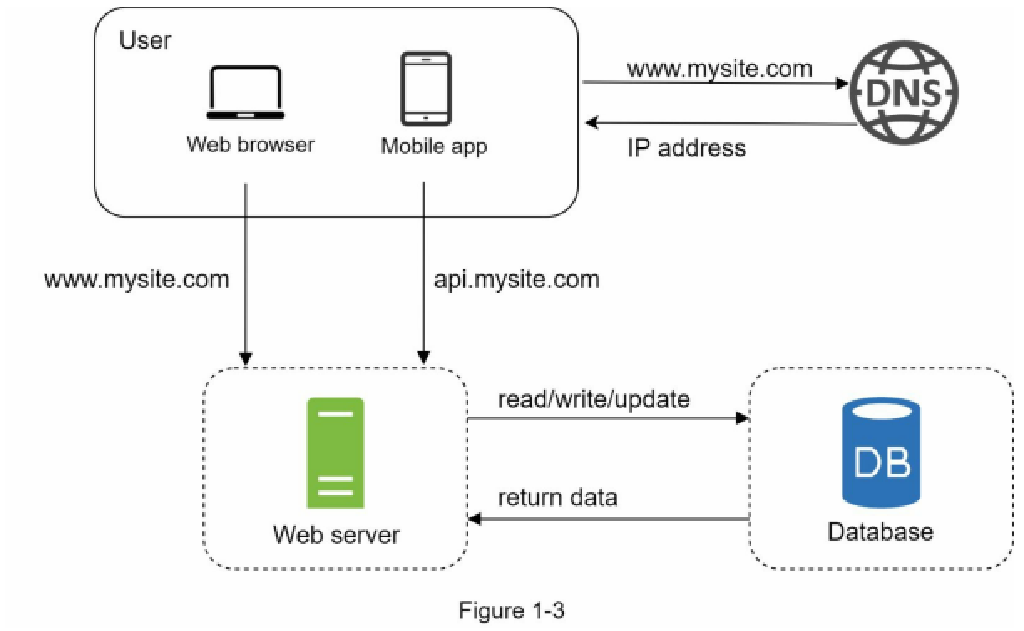 User
Web browser
Mobile app
www.mysite.com
DNS
IP address
www.mysite.com
api.mysite.com
read/write/update
return data
Web server
DB
Database
Figure 1-3